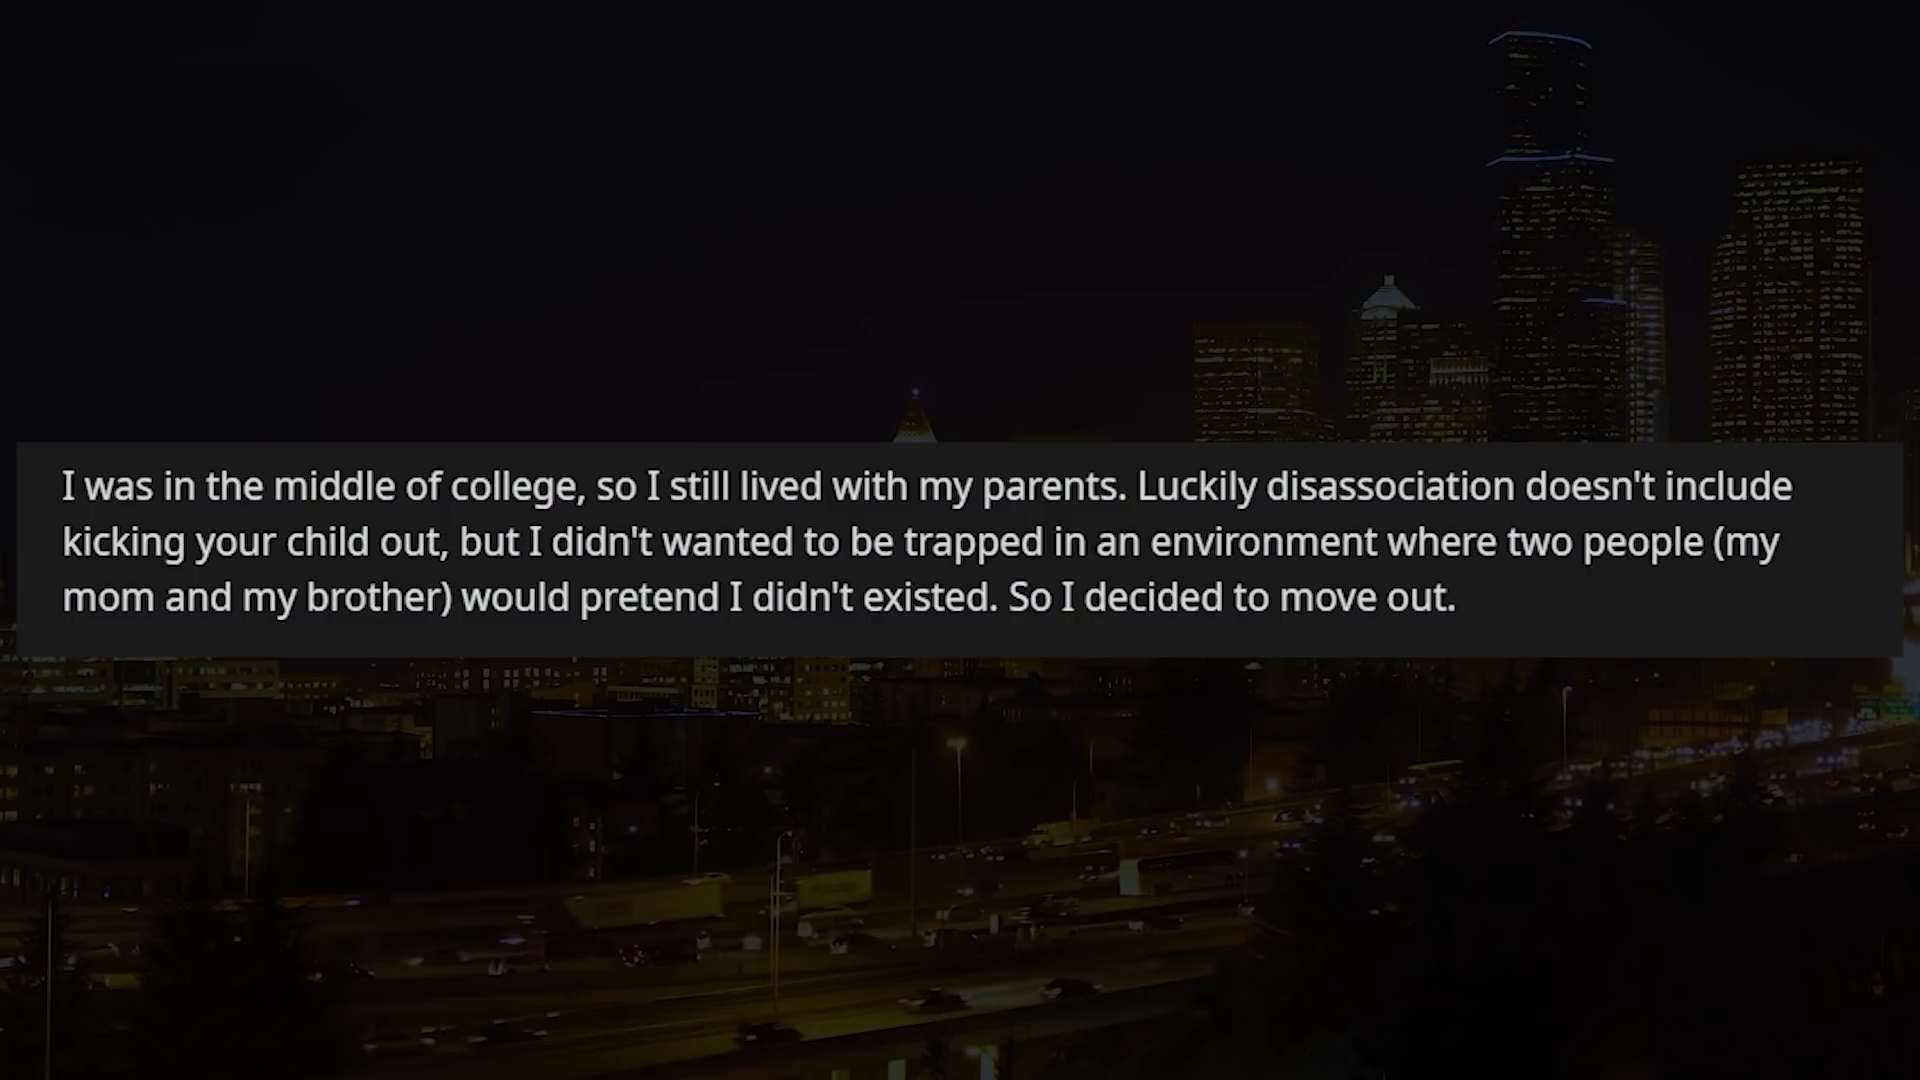 I was in the middle of college, so I still lived with my parents. Luckily disassociation doesn't include
kicking your child out, but I didn't wanted to be trapped in an environment where two people (my
mom and my brother) would pretend I didn't existed. So I decided to move out.